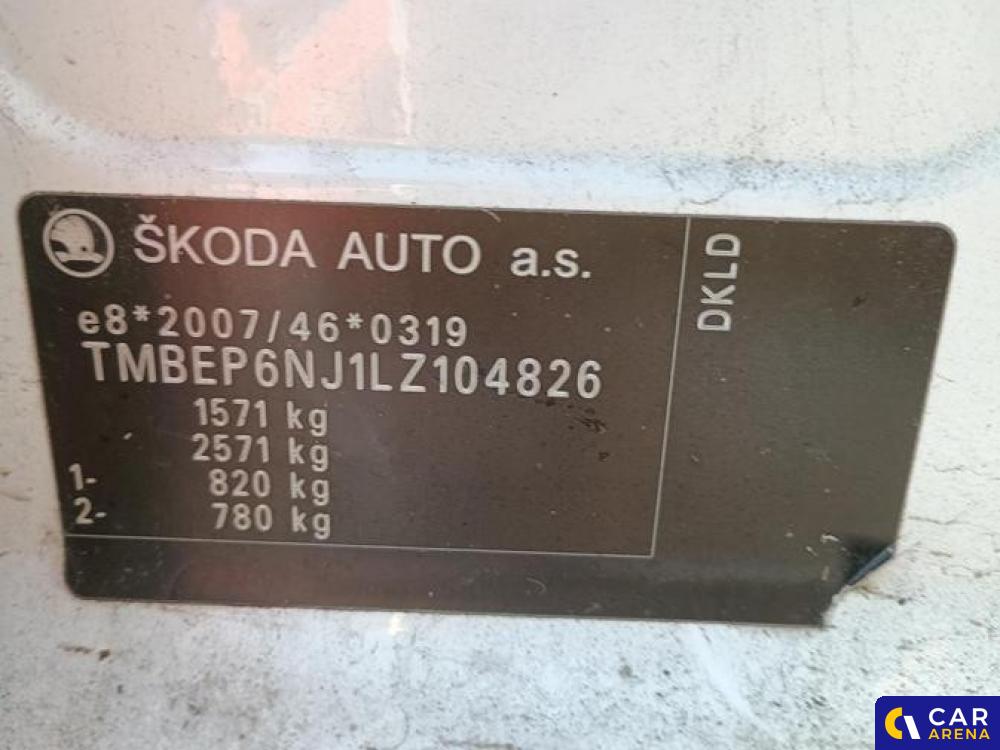 ŠKODA AUTO a.s.
e8*2007/46*0319
TMBEP6NJ1LZ104826
1571 kg
2571 kg
1- 820 kg
2- 780 kg
DKLD
CAR
ARENA